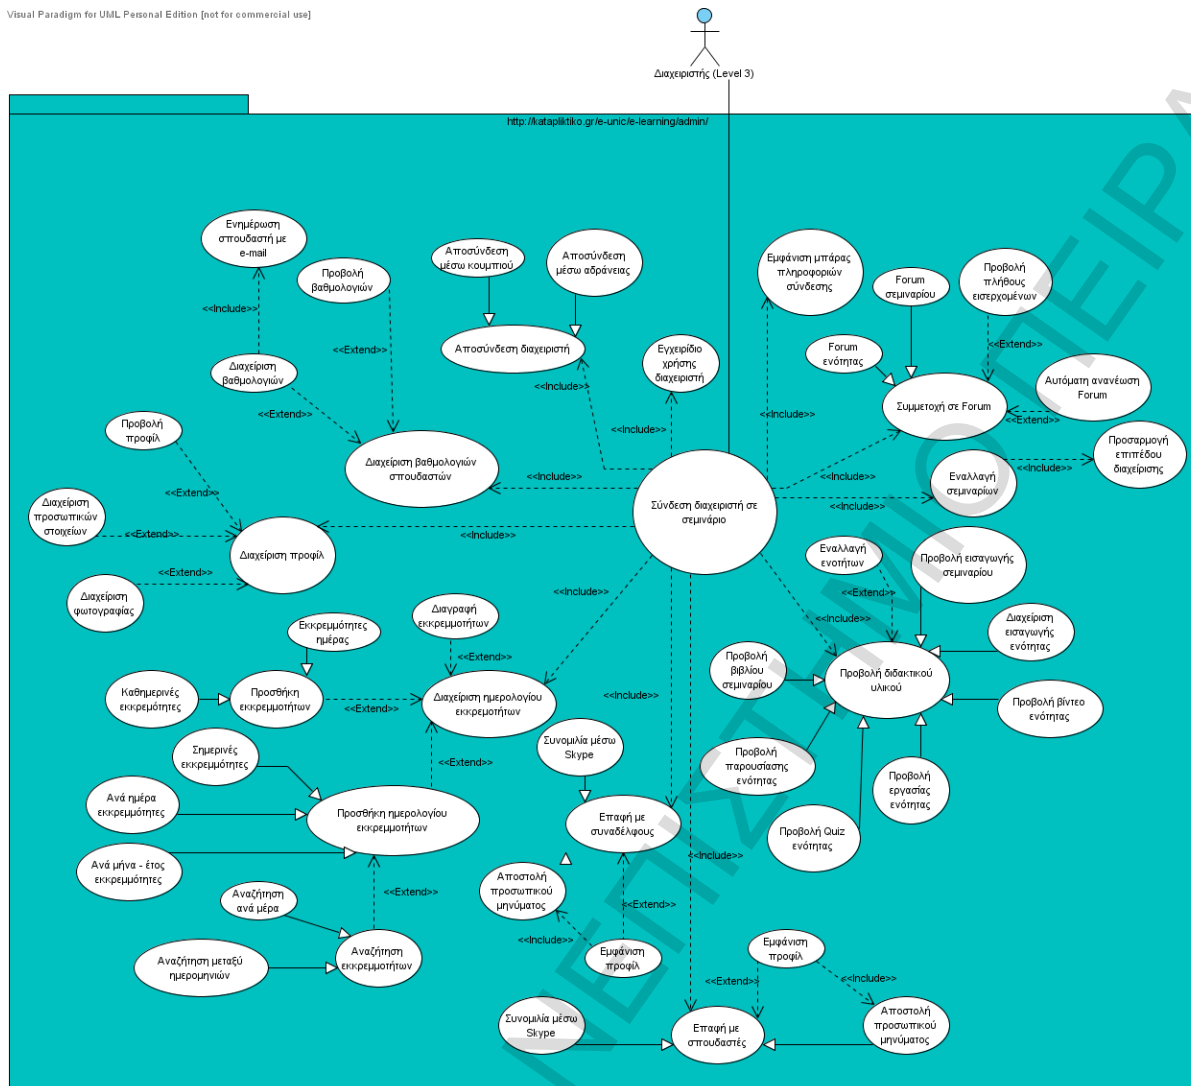 Visual Paradigm for UML Personal Edition [not for commercial use]
Διαχειριστής (Level 3)
http://katapliktiko.gr/e-unic/e-learning/admin/
Ενημέρωση
σπουδαστή με
e-mail
<<Include>>
Προβολή
βαθμολογιών
Αποσύνδεση
μέσω κουμπιού
Αποσύνδεση
μέσω αδράνειας
Εμφάνιση μπάρας
πληροφοριών
σύνδεσης
Forum
σεμιναρίου
Προβολή
πλήθους
εισερχομένων
Διαχείριση
βαθμολογιών
<<Extend>>
<<Extend>>
Αποσύνδεση διαχειριστή
<<Include>>
Εγχειρίδιο
χρήσης
διαχειριστή
<<Include>>
<<Include>>
Forum
ενότητας
<<Extend>>
Συμμετοχή σε Forum
Αυτόματη ανανέωση
Forum
<<Extend>>
<<Include>>
Προβολή
προφίλ
<<Extend>>
Διαχείριση βαθμολογιών
σπουδαστών
<<Include>>
Σύνδεση διαχειριστή σε
σεμινάριο
<<Include>>
Εναλλαγή
σεμιναρίων
<<Include>>
Προσαρμογή
επιπέδου
διαχείρισης
Διαχείριση
προσωπικών
στοιχείων
<<Extend>>
Διαχείριση προφίλ
<<Include>>
<<Extend>>
Διαχείριση
φωτογραφίας
Εναλλαγή
ενοτήτων
<<Extend>>
Προβολή εισαγωγής
σεμιναρίου
<<Include>>
<<Include>>
Διαχείριση
εισαγωγής
ενότητας
Εκκρεμμότητες
ημέρας
Διαγραφή
εκκρεμμοτήτων
<<Extend>>
Καθημερινές
εκκρεμότητες
Προσθήκη
εκκρεμμοτήτων
<<Extend>>
Διαχείριση ημερολογίου
εκκρεμοτήτων
<<Include>>
Προβολή
βιβλίου
σεμιναρίου
Προβολή διδακτικού
υλικού
Προβολή βίντεο
ενότητας
Σημερινές
εκκρεμμότητες
<<Extend>>
Συνομιλία μέσω
Skype
Προβολή
παρουσίασης
ενότητας
Προβολή
εργασίας
ενότητας
Ανά ημέρα
εκκρεμμότητες
Προσθήκη ημερολογίου
εκκρεμμοτήτων
Επαφή με
συναδέλφους
Προβολή Quiz
ενότητας
<<Include>>
Ανά μήνα - έτος
εκκρεμμότητες
<<Extend>>
Αποστολή
προσωπικού
μηνύματος
<<Extend>>
Αναζήτηση
ανά μέρα
<<Include>>
Αναζήτηση μεταξύ
ημερομηνιών
Αναζήτηση
εκκρεμμοτήτων
Εμφάνιση
προφίλ
Εμφάνιση
προφίλ
<<Extend>>
<<Include>>
Συνομιλία μέσω
Skype
Επαφή με
σπουδαστές
Αποστολή
προσωπικού
μηνύματος
ΝΕΠΙΣΤΗΜΙΟ ΠΕΙΡΑ